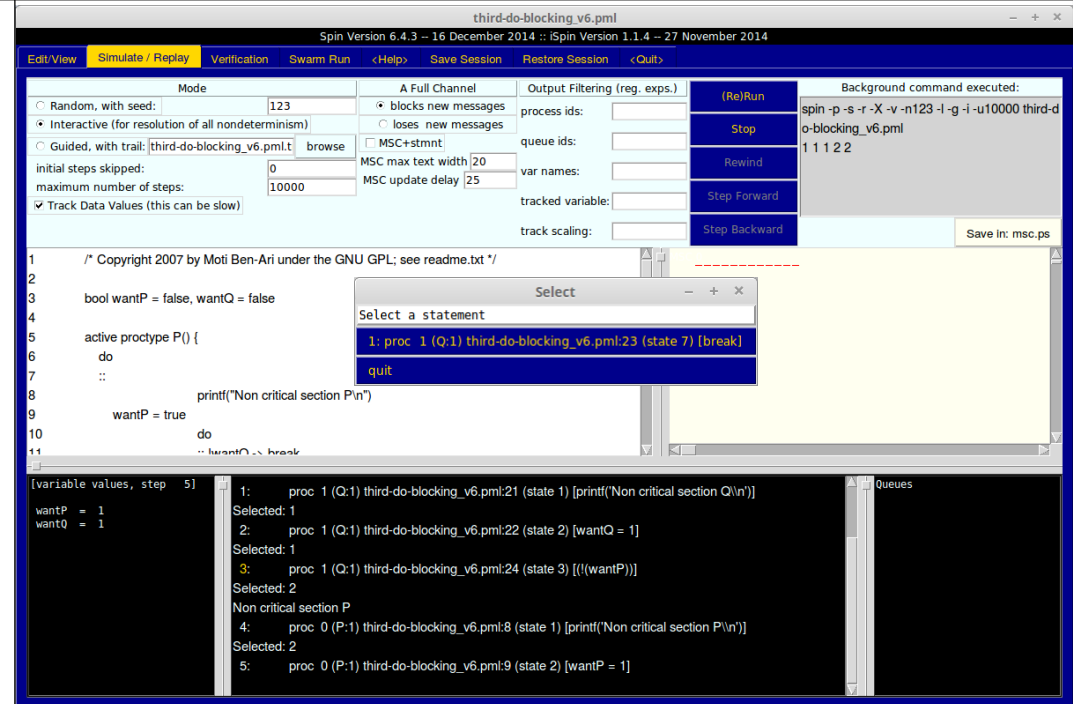 third-do-blocking_v6.pml
Spin Version 6.4.3 -- 16 December 2014 :: iSpin Version 1.1.4 -- 27 November 2014
Edit/View Simulate / Replay Verification Swarm Run <Help> Save Session Restore Session <Quit>
Mode
Random, with seed: 123
Interactive (for resolution of all nondeterminism)
Guided, with trail: third-do-blocking_v6.pml.t browse
initial steps skipped: 0
maximum number of steps: 10000
Track Data Values (this can be slow)
A Full Channel
blocks new messages
loses new messages
MSC+stmnt
MSC max text width 20
MSC update delay 25
Output Filtering (reg. exps.)
process ids:
queue ids:
var names:
tracked variable:
track scaling:
(Re)Run
Stop
Rewind
Step Forward
Step Backward
Background command executed:
spin -p -s -r -X -v -n123 -l -g -i -u10000 third-d
o-blocking_v6.pml
1 1 1 2 2
Save in: msc.ps
1 /* Copyright 2007 by Moti Ben-Ari under the GNU GPL; see readme.txt */
2
3 bool wantP = false, wantQ = false
4
5 active proctype P() {
6 do
7 ::
8 printf("Non critical section P\n")
9 wantP = true
10 do
11 :: !wantQ -> break
Select
Select a statement
1: proc 1 (Q:1) third-do-blocking_v6.pml:23 (state 7) [break]
quit
[variable values, step 5]
wantP = 1
wantQ = 1
1: proc 1 (Q:1) third-do-blocking_v6.pml:21 (state 1) [printf('Non critical section Q\\n')]
Selected: 1
2: proc 1 (Q:1) third-do-blocking_v6.pml:22 (state 2) [wantQ = 1]
Selected: 1
3: proc 1 (Q:1) third-do-blocking_v6.pml:24 (state 3) [(!(wantP))]
Selected: 2
Non critical section P
4: proc 0 (P:1) third-do-blocking_v6.pml:8 (state 1) [printf('Non critical section P\\n')]
Selected: 2
5: proc 0 (P:1) third-do-blocking_v6.pml:9 (state 2) [wantP = 1]
Queues